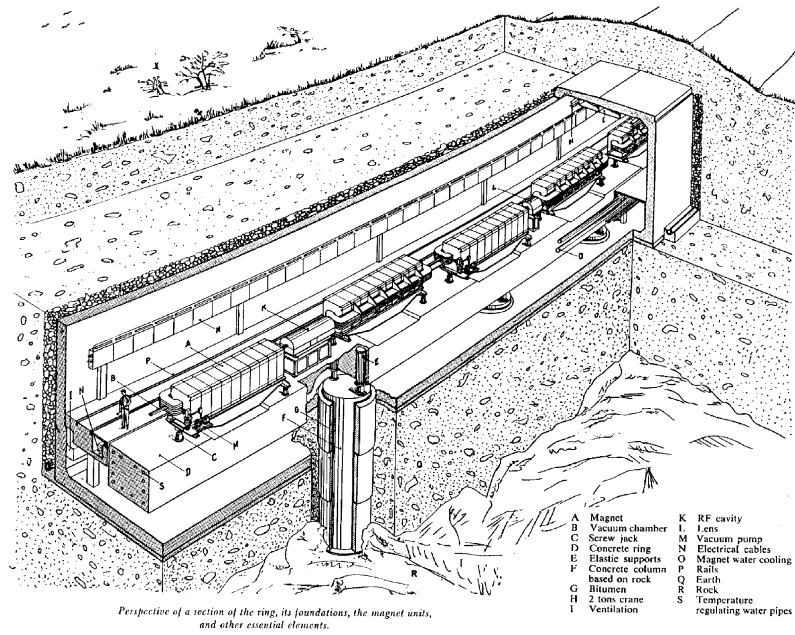 L
H
L
O
K
H
A
P
E
B
N
I
G
F
M
C
D
S
R
A Magnet K RF cavity
B Vacuum chamber L Lens
C Screw jack M Vacuum pump
D Concrete ring N Electrical cables
E Elastic supports O Magnet water cooling
F Concrete column P Rails
based on rock Q Earth
G Bitumen R Rock
H 2 tons crane S Temperature
I Ventilation regulating water pipes
Perspective of a section of the ring, its foundations, the magnet units,
and other essential elements.